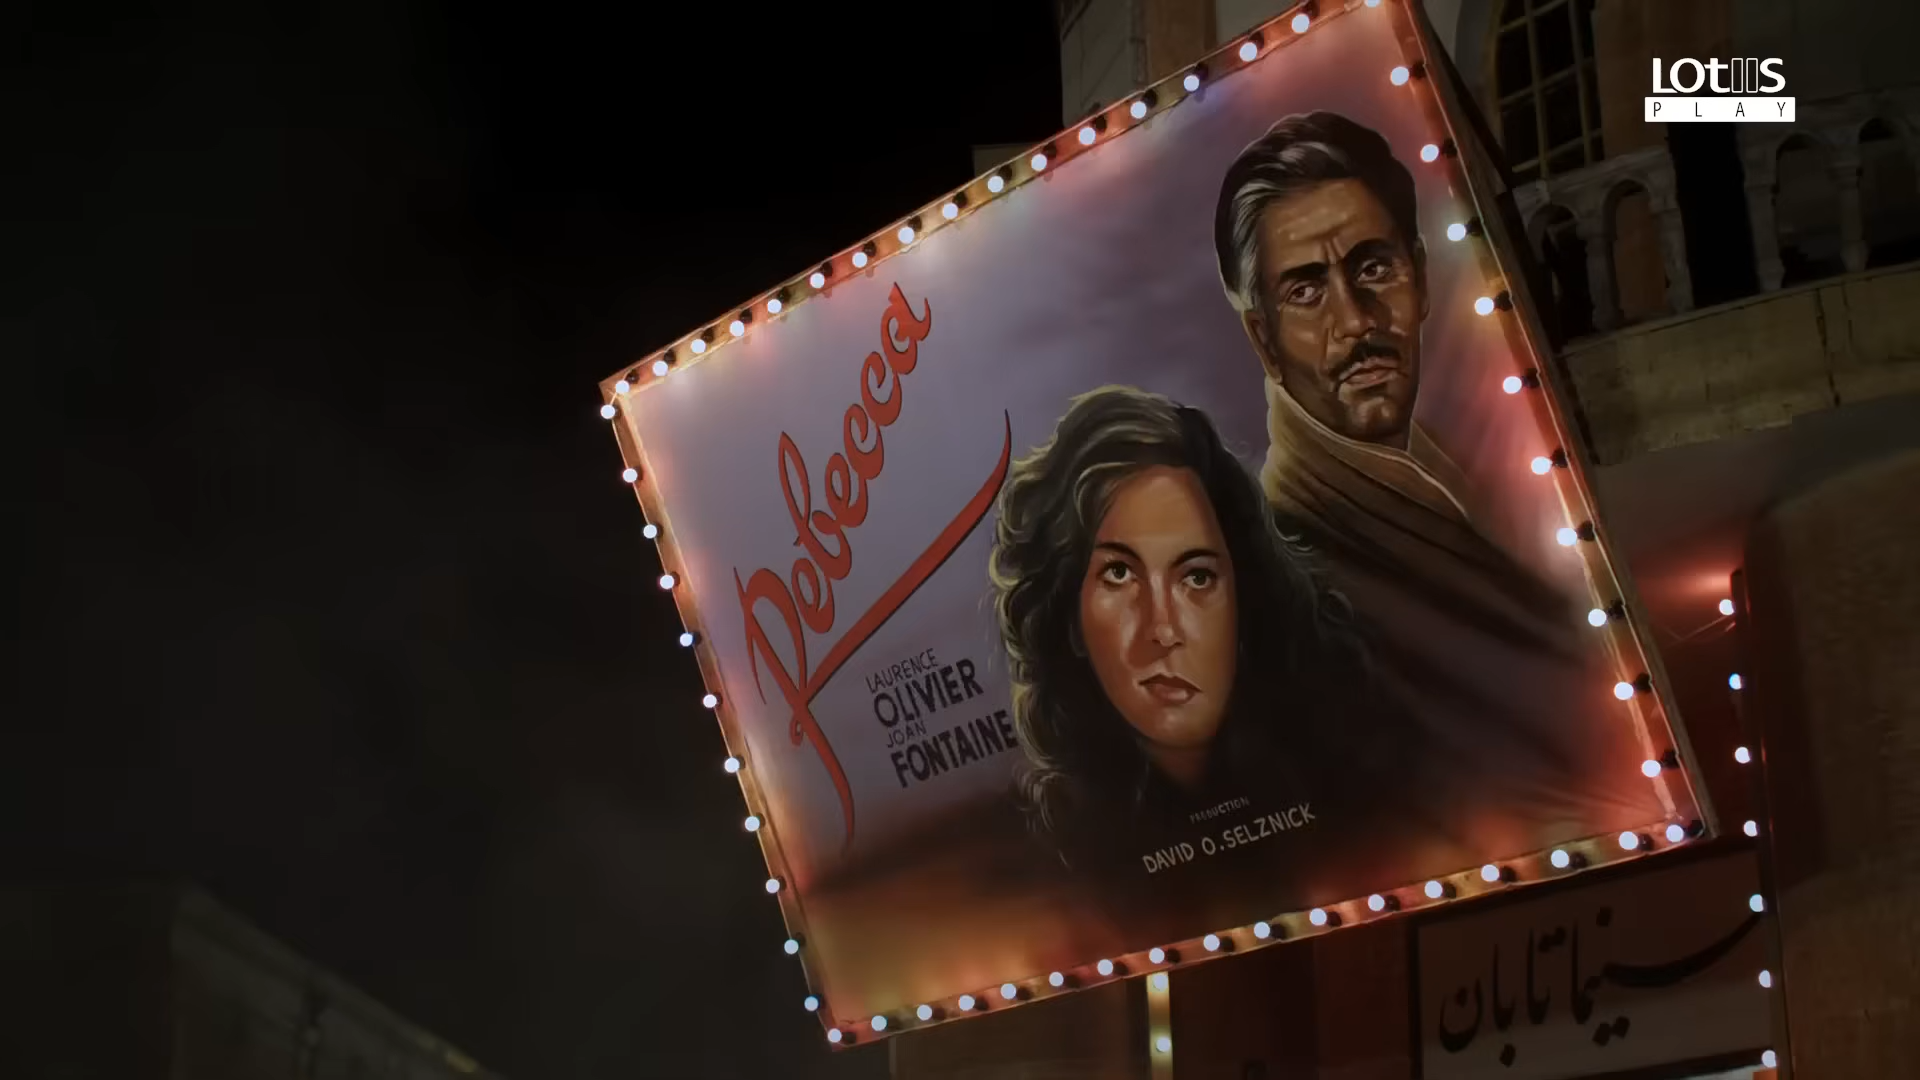 LOTUS
PLAY
Rebecca
LAURENCE
OLIVIER
JOAN
FONTAINE
PRODUCTION
DAVID O. SELZNICK
سینما تابان